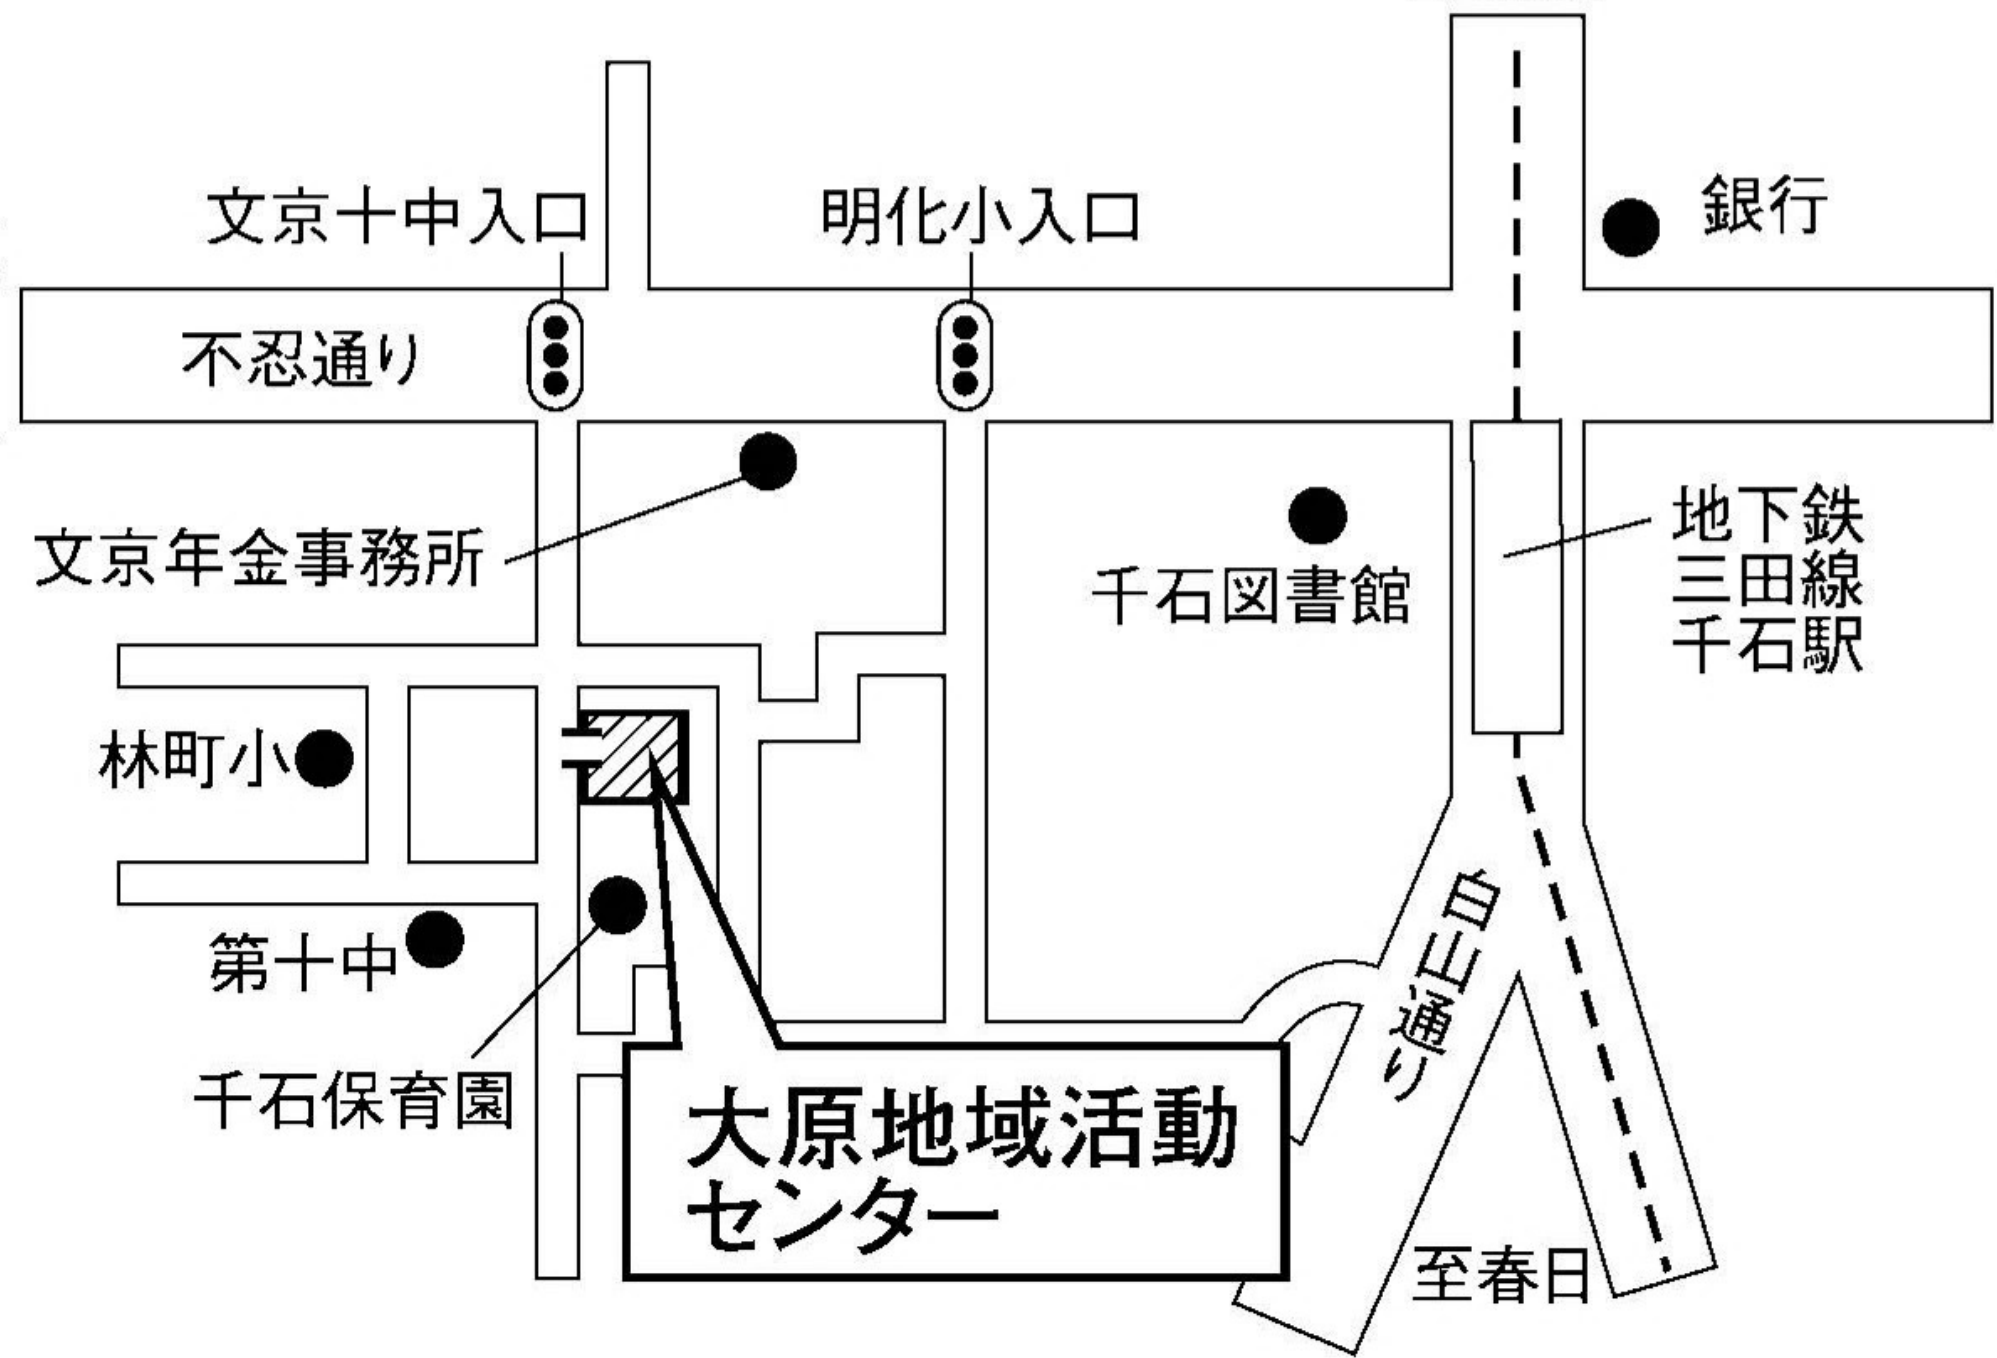 文京十中入口
明化小入口
銀行
不忍通り
文京年金事務所
千石図書館
地下鉄
三田線
千石駅
林町小
第十中
千石保育園
白山通り
大原地域活動
センター
至春日